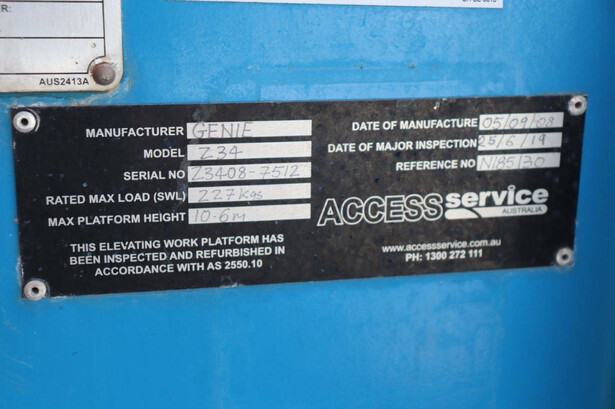 ER:
AUS2413A
MANUFACTURER GENIE
MODEL Z34
SERIAL NO Z3408-7512
RATED MAX LOAD (SWL) 227kgs
MAX PLATFORM HEIGHT 10.6m
THIS ELEVATING WORK PLATFORM HAS
BEEN INSPECTED AND REFURBISHED IN
ACCORDANCE WITH AS 2550.10
DATE OF MANUFACTURE 05/09/08
DATE OF MAJOR INSPECTION 25/6/19
REFERENCE NO N/85130
ACCESS service
AUSTRALIA
www.accessservice.com.au
PH: 1300 272 111